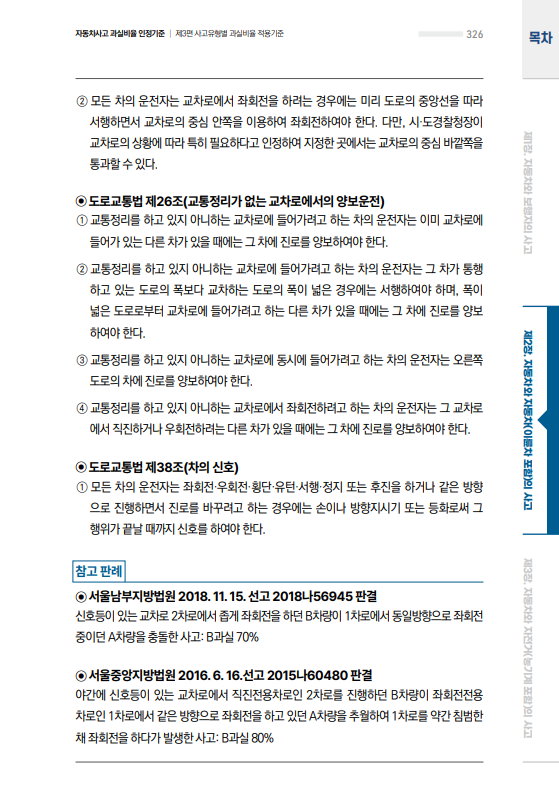 자동차사고 과실비율 인정기준 | 제3편 사고유형별 과실비율 적용기준
326
목차
② 모든 차의 운전자는 교차로에서 좌회전을 하려는 경우에는 미리 도로의 중앙선을 따라
서행하면서 교차로의 중심 안쪽을 이용하여 좌회전하여야 한다. 다만, 시·도경찰청장이
교차로의 상황에 따라 특히 필요하다고 인정하여 지정한 곳에서는 교차로의 중심 바깥쪽을
통과할 수 있다.
◉ 도로교통법 제26조(교통정리가 없는 교차로에서의 양보운전)
① 교통정리를 하고 있지 아니하는 교차로에 들어가려고 하는 차의 운전자는 이미 교차로에
들어가 있는 다른 차가 있을 때에는 그 차에 진로를 양보하여야 한다.
② 교통정리를 하고 있지 아니하는 교차로에 들어가려고 하는 차의 운전자는 그 차가 통행
하고 있는 도로의 폭보다 교차하는 도로의 폭이 넓은 경우에는 서행하여야 하며, 폭이
넓은 도로로부터 교차로에 들어가려고 하는 다른 차가 있을 때에는 그 차에 진로를 양보
하여야 한다.
③ 교통정리를 하고 있지 아니하는 교차로에 동시에 들어가려고 하는 차의 운전자는 오른쪽
도로의 차에 진로를 양보하여야 한다.
④ 교통정리를 하고 있지 아니하는 교차로에서 좌회전하려고 하는 차의 운전자는 그 교차로
에서 직진하거나 우회전하려는 다른 차가 있을 때에는 그 차에 진로를 양보하여야 한다.
◉ 도로교통법 제38조(차의 신호)
① 모든 차의 운전자는 좌회전·우회전·횡단·유턴·서행·정지 또는 후진을 하거나 같은 방향
으로 진행하면서 진로를 바꾸려고 하는 경우에는 손이나 방향지시기 또는 등화로써 그
행위가 끝날 때까지 신호를 하여야 한다.
참고 판례
◉ 서울남부지방법원 2018. 11. 15. 선고 2018나56945 판결
신호등이 있는 교차로 2차로에서 좁게 좌회전을 하던 B차량이 1차로에서 동일방향으로 좌회전
중이던 A차량을 충돌한 사고: B과실 70%
◉ 서울중앙지방법원 2016. 6. 16.선고 2015나60480 판결
야간에 신호등이 있는 교차로에서 직진전용차로인 2차로를 진행하던 B차량이 좌회전전용
차로인 1차로에서 같은 방향으로 좌회전을 하고 있던 A차량을 추월하여 1차로를 약간 침범한
채 좌회전을 하다가 발생한 사고: B과실 80%
제1장. 자동차와 보행자의 사고
제2장. 자동차와 자동차(이륜차 포함)의 사고
제3장. 자동차와 자전거(농기계 포함)의 사고